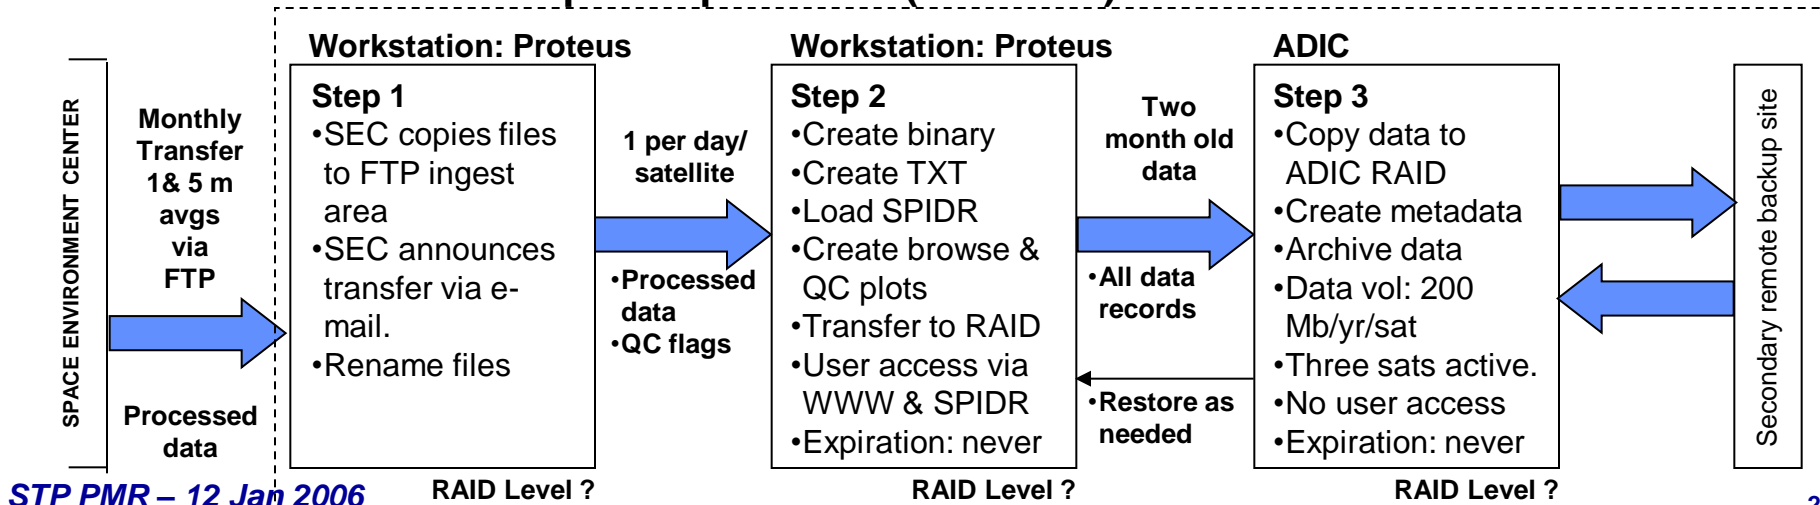 SPACE ENVIRONMENT CENTER
Monthly
Transfer
1& 5 m
avgs
via
FTP
Processed
data
Workstation: Proteus
Step 1
•SEC copies files
to FTP ingest
area
•SEC announces
transfer via e-
mail.
•Rename files
RAID Level ?
1 per day/
satellite
•Processed
data
•QC flags
Workstation: Proteus
Step 2
•Create binary
•Create TXT
•Load SPIDR
•Create browse &
QC plots
•Transfer to RAID
•User access via
WWW & SPIDR
•Expiration: never
RAID Level ?
Two
month old
data
•All data
records
•Restore as
needed
ADIC
Step 3
•Copy data to
ADIC RAID
•Create metadata
•Archive data
•Data vol: 200
Mb/yr/sat
•Three sats active.
•No user access
•Expiration: never
RAID Level ?
Secondary remote backup site
STP PMR – 12 Jan 2006